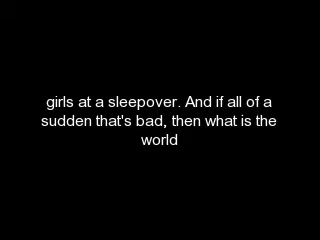 girls at a sleepover. And if all of a
sudden that's bad, then what is the
world